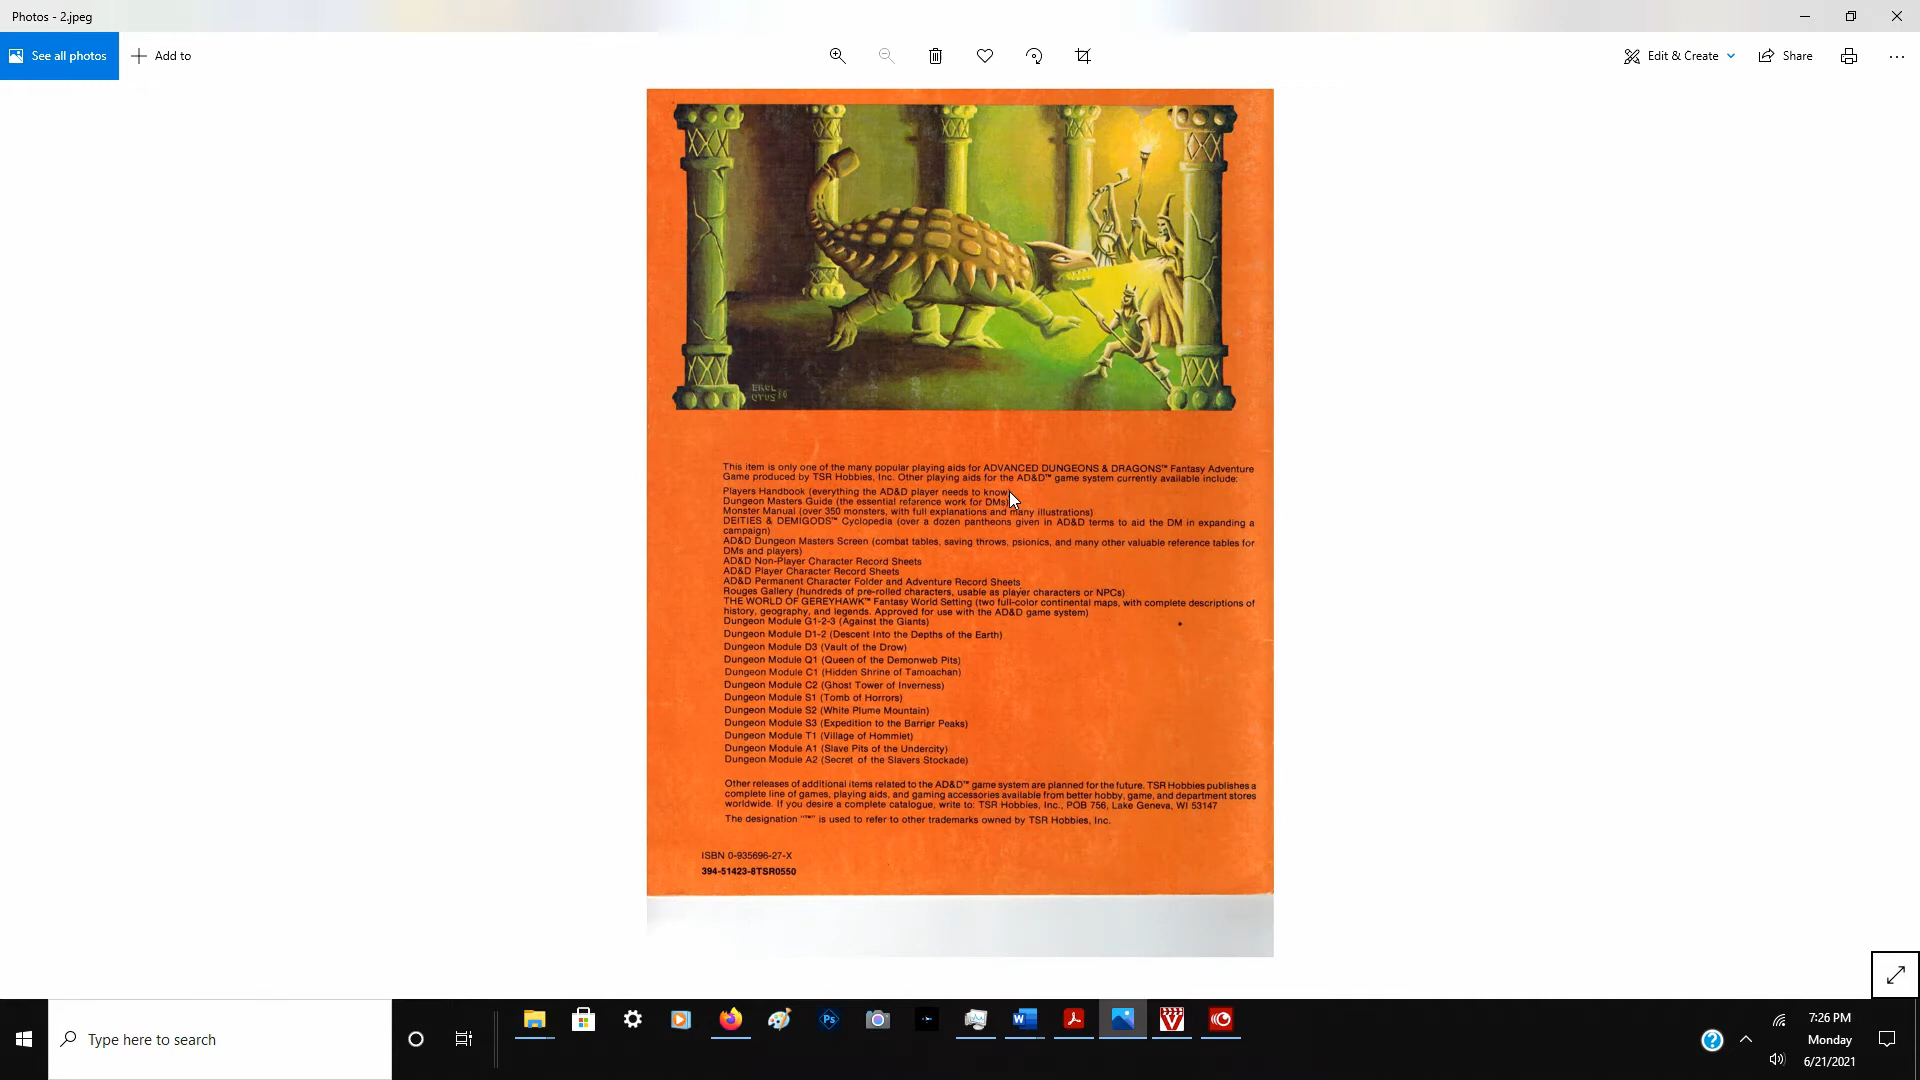 Photos - 2.jpeg
See all photos
Add to
Edit & Create
Share
EROL
OTUS 80
This item is only one of the many popular playing aids for ADVANCED DUNGEONS & DRAGONS™ Fantasy Adventure
Game produced by TSR Hobbies, Inc. Other playing aids for the AD&D™ game system currently available include:
Players Handbook (everything the AD&D player needs to know)
Dungeon Masters Guide (the essential reference work for DMs)
Monster Manual (over 350 monsters, with full explanations and many illustrations)
DEITIES & DEMIGODS™ Cyclopedia (over a dozen pantheons given in AD&D terms to aid the DM in expanding a
campaign)
AD&D Dungeon Masters Screen (combat tables, saving throws, psionics, and many other valuable reference tables for
DMs and players)
AD&D Non-Player Character Record Sheets
AD&D Player Character Record Sheets
AD&D Permanent Character Folder and Adventure Record Sheets
Rouges Gallery (hundreds of pre-rolled characters, usable as player characters or NPCs)
THE WORLD OF GEREYHAWK™ Fantasy World Setting (two full-color continental maps, with complete descriptions of
history, geography, and legends. Approved for use with the AD&D game system)
Dungeon Module G1-2-3 (Against the Giants)
Dungeon Module D1-2 (Descent Into the Depths of the Earth)
Dungeon Module D3 (Vault of the Drow)
Dungeon Module Q1 (Queen of the Demonweb Pits)
Dungeon Module C1 (Hidden Shrine of Tamoachan)
Dungeon Module C2 (Ghost Tower of Inverness)
Dungeon Module S1 (Tomb of Horrors)
Dungeon Module S2 (White Plume Mountain)
Dungeon Module S3 (Expedition to the Barrier Peaks)
Dungeon Module T1 (Village of Hommlet)
Dungeon Module A1 (Slave Pits of the Undercity)
Dungeon Module A2 (Secret of the Slavers Stockade)
Other releases of additional items related to the AD&D™ game system are planned for the future. TSR Hobbies publishes a
complete line of games, playing aids, and gaming accessories available from better hobby, game, and department stores
worldwide. If you desire a complete catalogue, write to: TSR Hobbies, Inc., POB 756, Lake Geneva, WI 53147
The designation "™" is used to refer to other trademarks owned by TSR Hobbies, Inc.
ISBN 0-935696-27-X
394-51423-8TSR0550
Type here to search
Ps
W
V
7:26 PM
Monday
6/21/2021